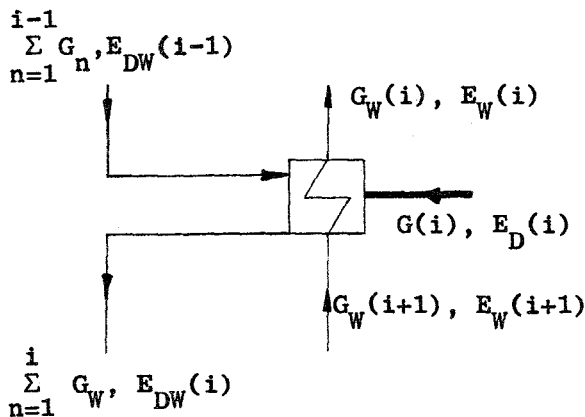 i-1
Σ G_n, E_DW(i-1)
n=1
G_W(i), E_W(i)
G(i), E_D(i)
G_W(i+1), E_W(i+1)
i
Σ G_W, E_DW(i)
n=1